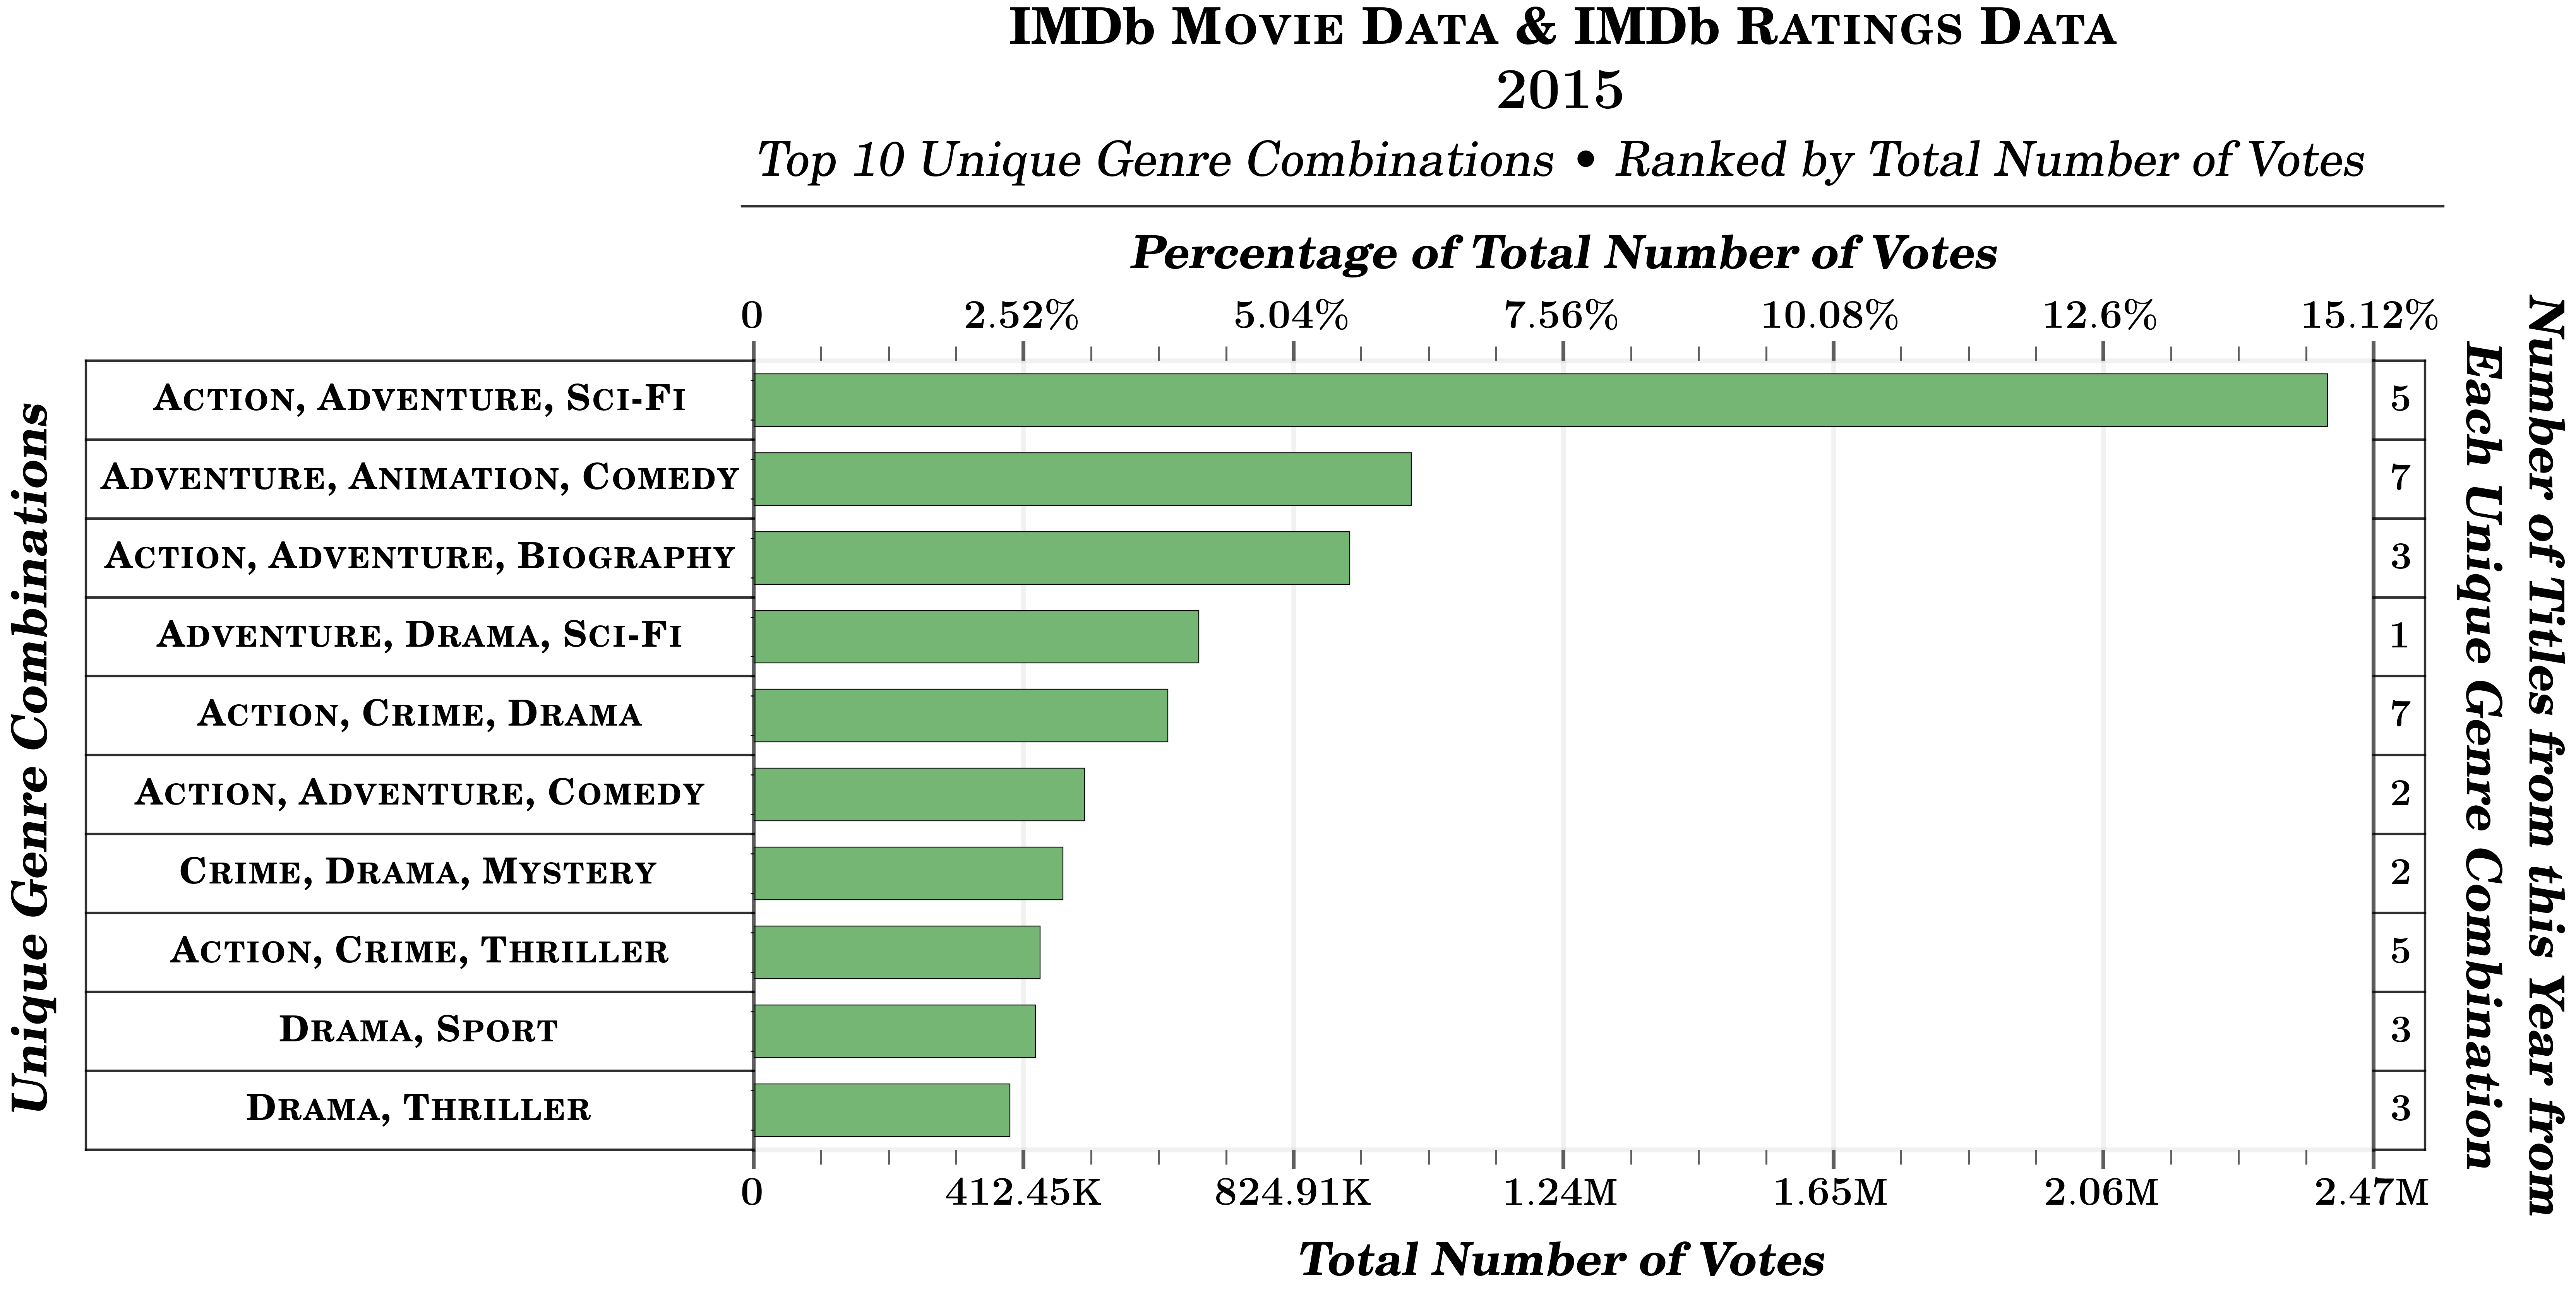 IMDb Movie Data & IMDb Ratings Data
2015
Top 10 Unique Genre Combinations • Ranked by Total Number of Votes
Percentage of Total Number of Votes
0 2.52% 5.04% 7.56% 10.08% 12.6% 15.12%
Unique Genre Combinations
Action, Adventure, Sci-Fi 5
Adventure, Animation, Comedy 7
Action, Adventure, Biography 3
Adventure, Drama, Sci-Fi 1
Action, Crime, Drama 7
Action, Adventure, Comedy 2
Crime, Drama, Mystery 2
Action, Crime, Thriller 5
Drama, Sport 3
Drama, Thriller 3
Number of Titles from this Year from
Each Unique Genre Combination
0 412.45K 824.91K 1.24M 1.65M 2.06M 2.47M
Total Number of Votes